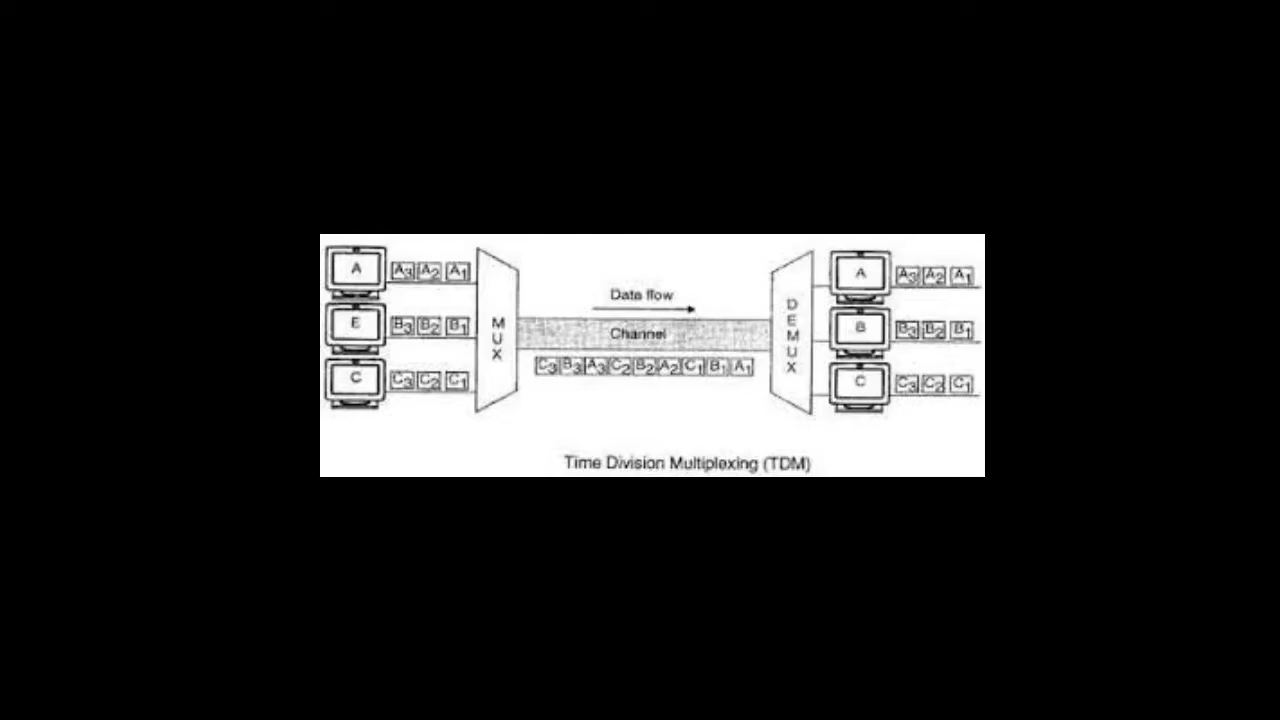 A A₃ A₂ A₁
E B₃ B₂ B₁
C C₃ C₂ C₁
MUX
Data flow
Channel
C₃ B₃ A₃ C₂ B₂ A₂ C₁ B₁ A₁
DEMUX
A A₃ A₂ A₁
B B₃ B₂ B₁
C C₃ C₂ C₁
Time Division Multiplexing (TDM)